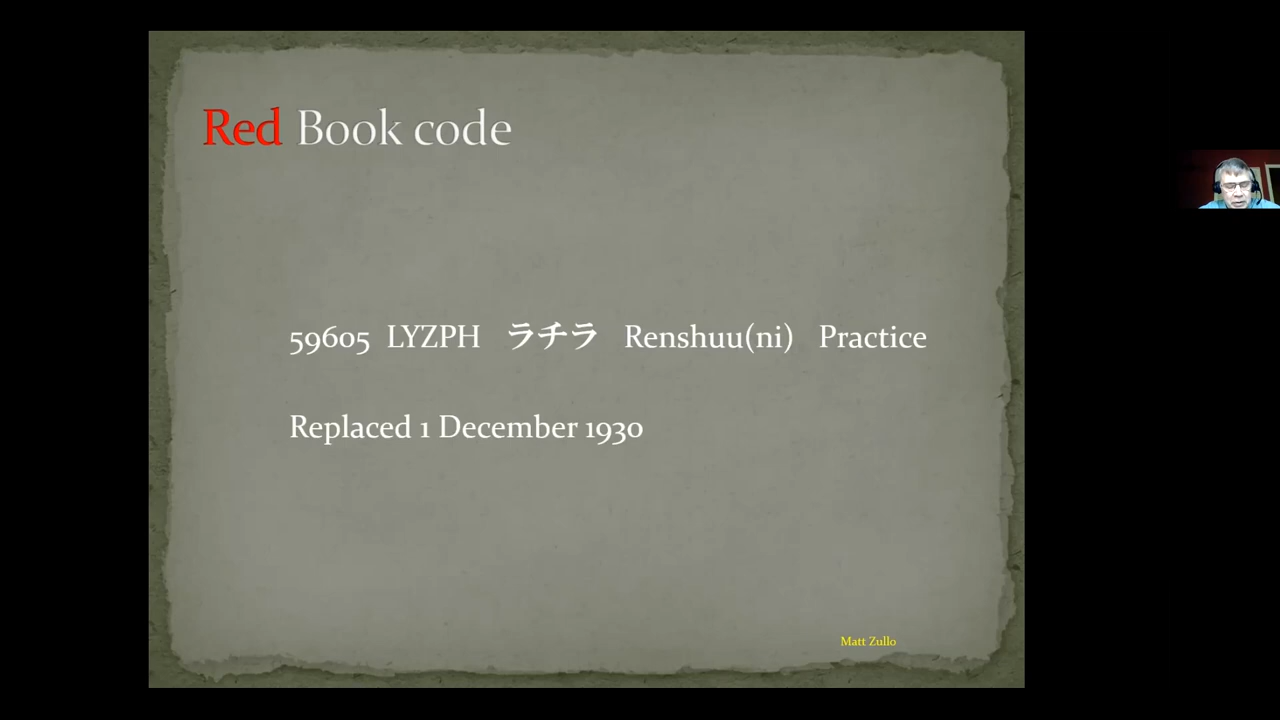 Red Book code
59605 LYZPH ラチラ Renshuu(ni) Practice
Replaced 1 December 1930
Matt Zullo